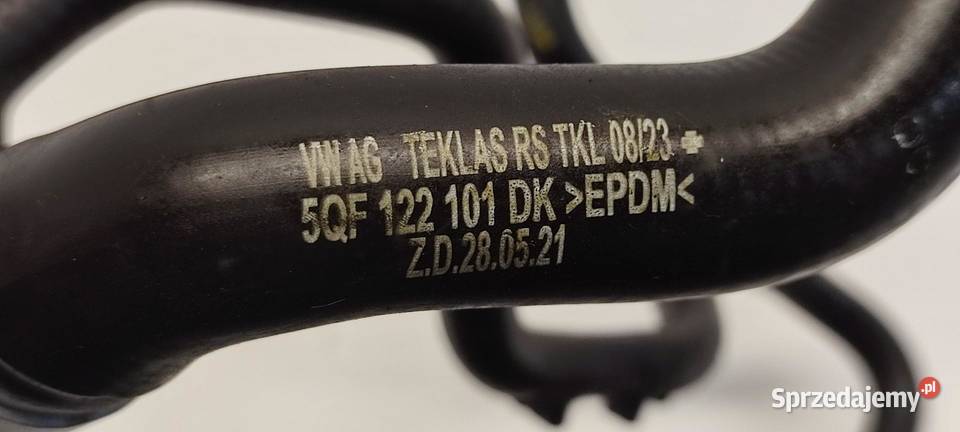 VW AG TEKLAS RS TKL 08/23 +
5QF 122 101 DK >EPDM<
Z.D.28.05.21
Sprzedajemy.pl